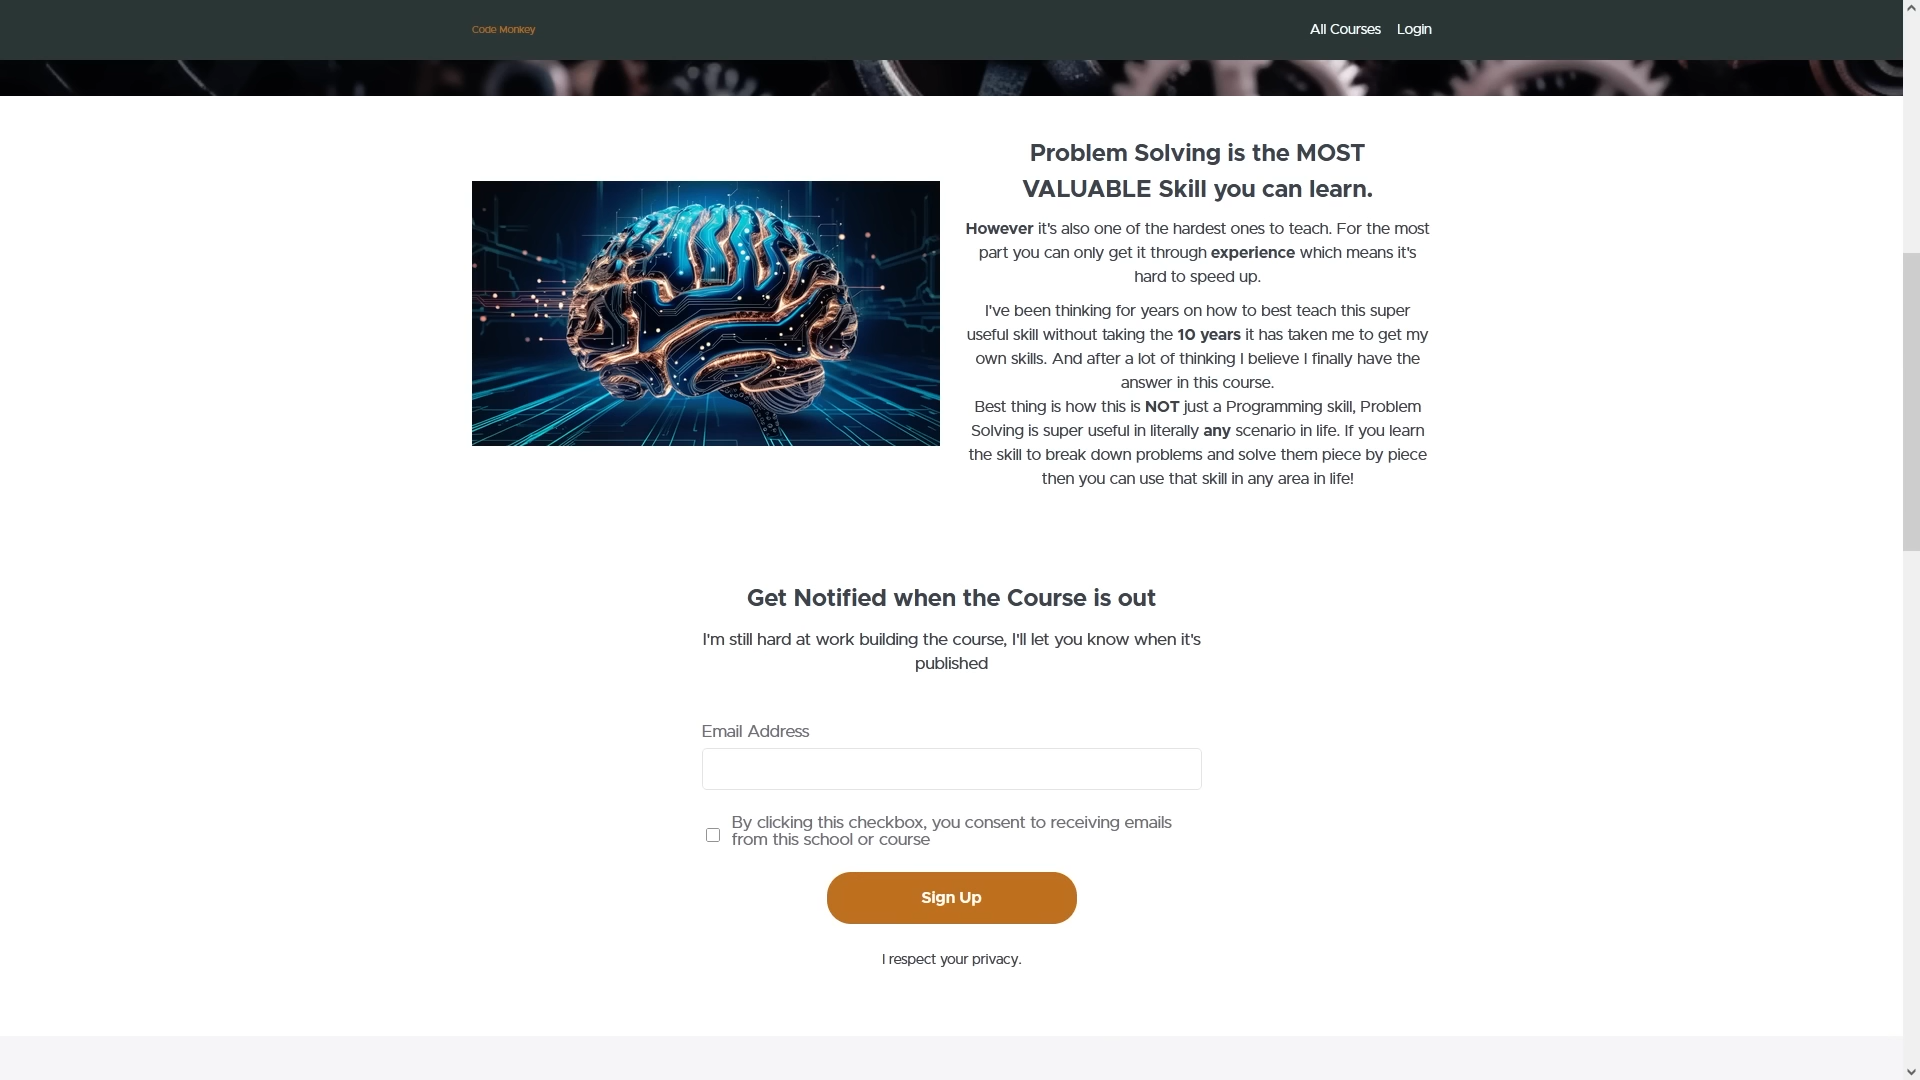 Code Monkey
All Courses
Login
Problem Solving is the MOST
VALUABLE Skill you can learn.
However it's also one of the hardest ones to teach. For the most
part you can only get it through experience which means it's
hard to speed up.
I've been thinking for years on how to best teach this super
useful skill without taking the 10 years it has taken me to get my
own skills. And after a lot of thinking I believe I finally have the
answer in this course.
Best thing is how this is NOT just a Programming skill, Problem
Solving is super useful in literally any scenario in life. If you learn
the skill to break down problems and solve them piece by piece
then you can use that skill in any area in life!
Get Notified when the Course is out
I'm still hard at work building the course, I'll let you know when it's
published
Email Address
By clicking this checkbox, you consent to receiving emails
from this school or course
Sign Up
I respect your privacy.